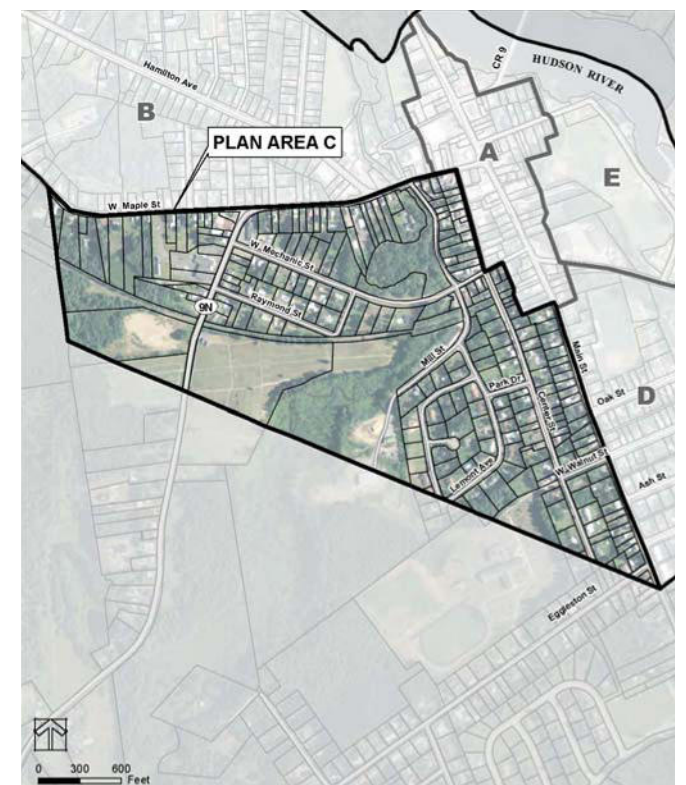 CR 9
HUDSON RIVER
Hamilton Ave
B
PLAN AREA C
A
E
W. Maple St
W. Mechanic St
9N
Raymond St
Mill St
Main St
Park Dr
Center St
Oak St
D
W. Walnut St
Lemont Ave
Ash St
Eggleston St
0 300 600
Feet